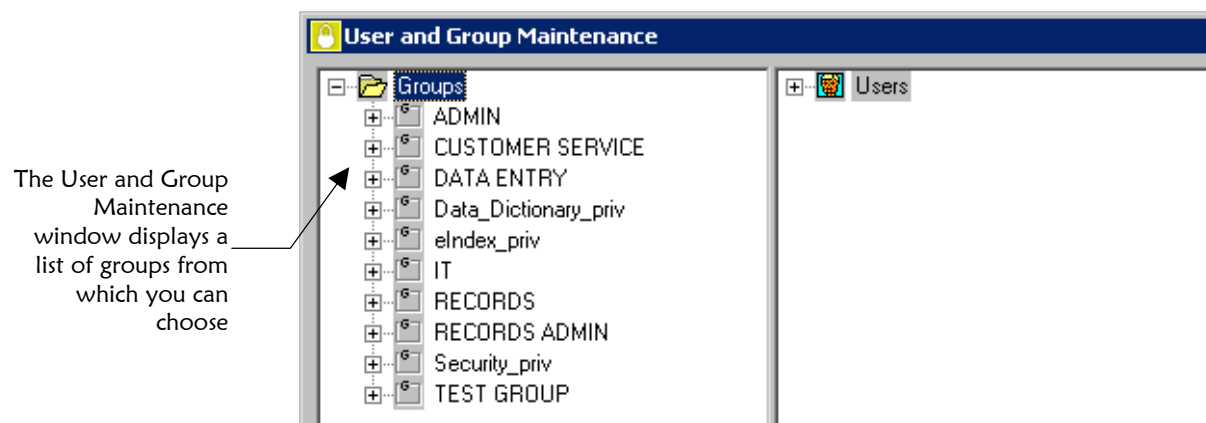 User and Group Maintenance
Groups
ADMIN
CUSTOMER SERVICE
DATA ENTRY
Data_Dictionary_priv
eIndex_priv
IT
RECORDS
RECORDS ADMIN
Security_priv
TEST GROUP
Users
The User and Group
Maintenance
window displays a
list of groups from
which you can
choose